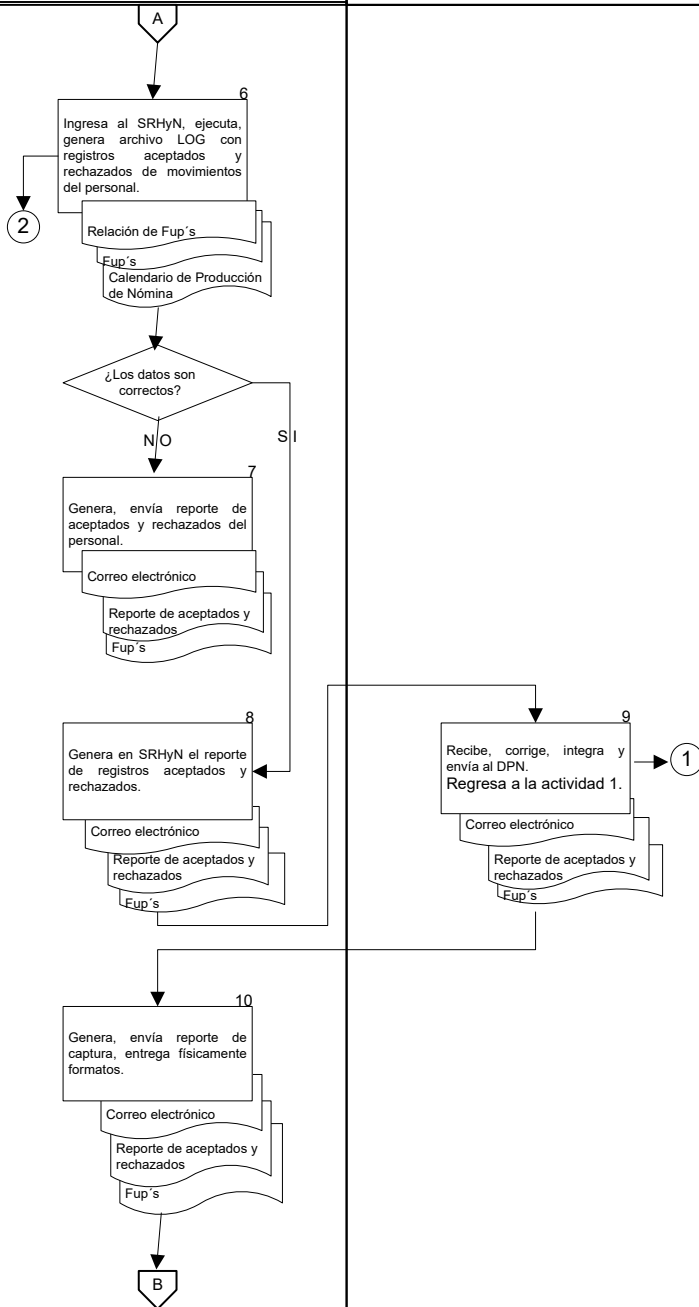 A
6
Ingresa al SRHyN, ejecuta,
genera archivo LOG con
registros aceptados y
rechazados de movimientos
del personal.
2
Relación de Fup´s
Fup´s
Calendario de Producción
de Nómina
¿Los datos son
correctos?
NO
SI
7
Genera, envía reporte de
aceptados y rechazados del
personal.
Correo electrónico
Reporte de aceptados y
rechazados
Fup´s
8
Genera en SRHyN el reporte
de registros aceptados y
rechazados.
Correo electrónico
Reporte de aceptados y
rechazados
Fup´s
9
Recibe, corrige, integra y
envía al DPN.
Regresa a la actividad 1.
1
Correo electrónico
Reporte de aceptados y
rechazados
Fup´s
10
Genera, envía reporte de
captura, entrega físicamente
formatos.
Correo electrónico
Reporte de aceptados y
rechazados
Fup´s
B